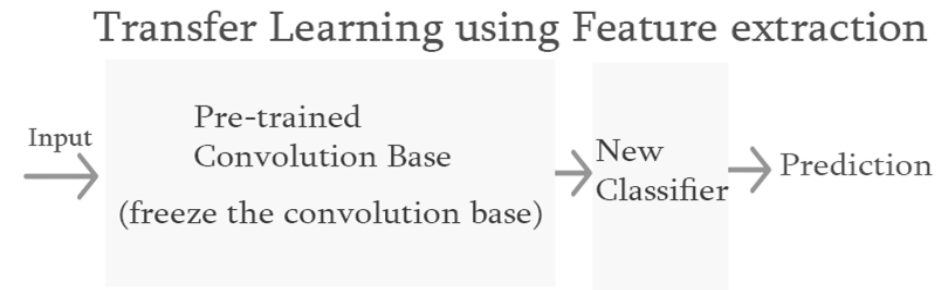 Transfer Learning using Feature extraction
Input
Pre-trained
Convolution Base
(freeze the convolution base)
New
Classifier
Prediction